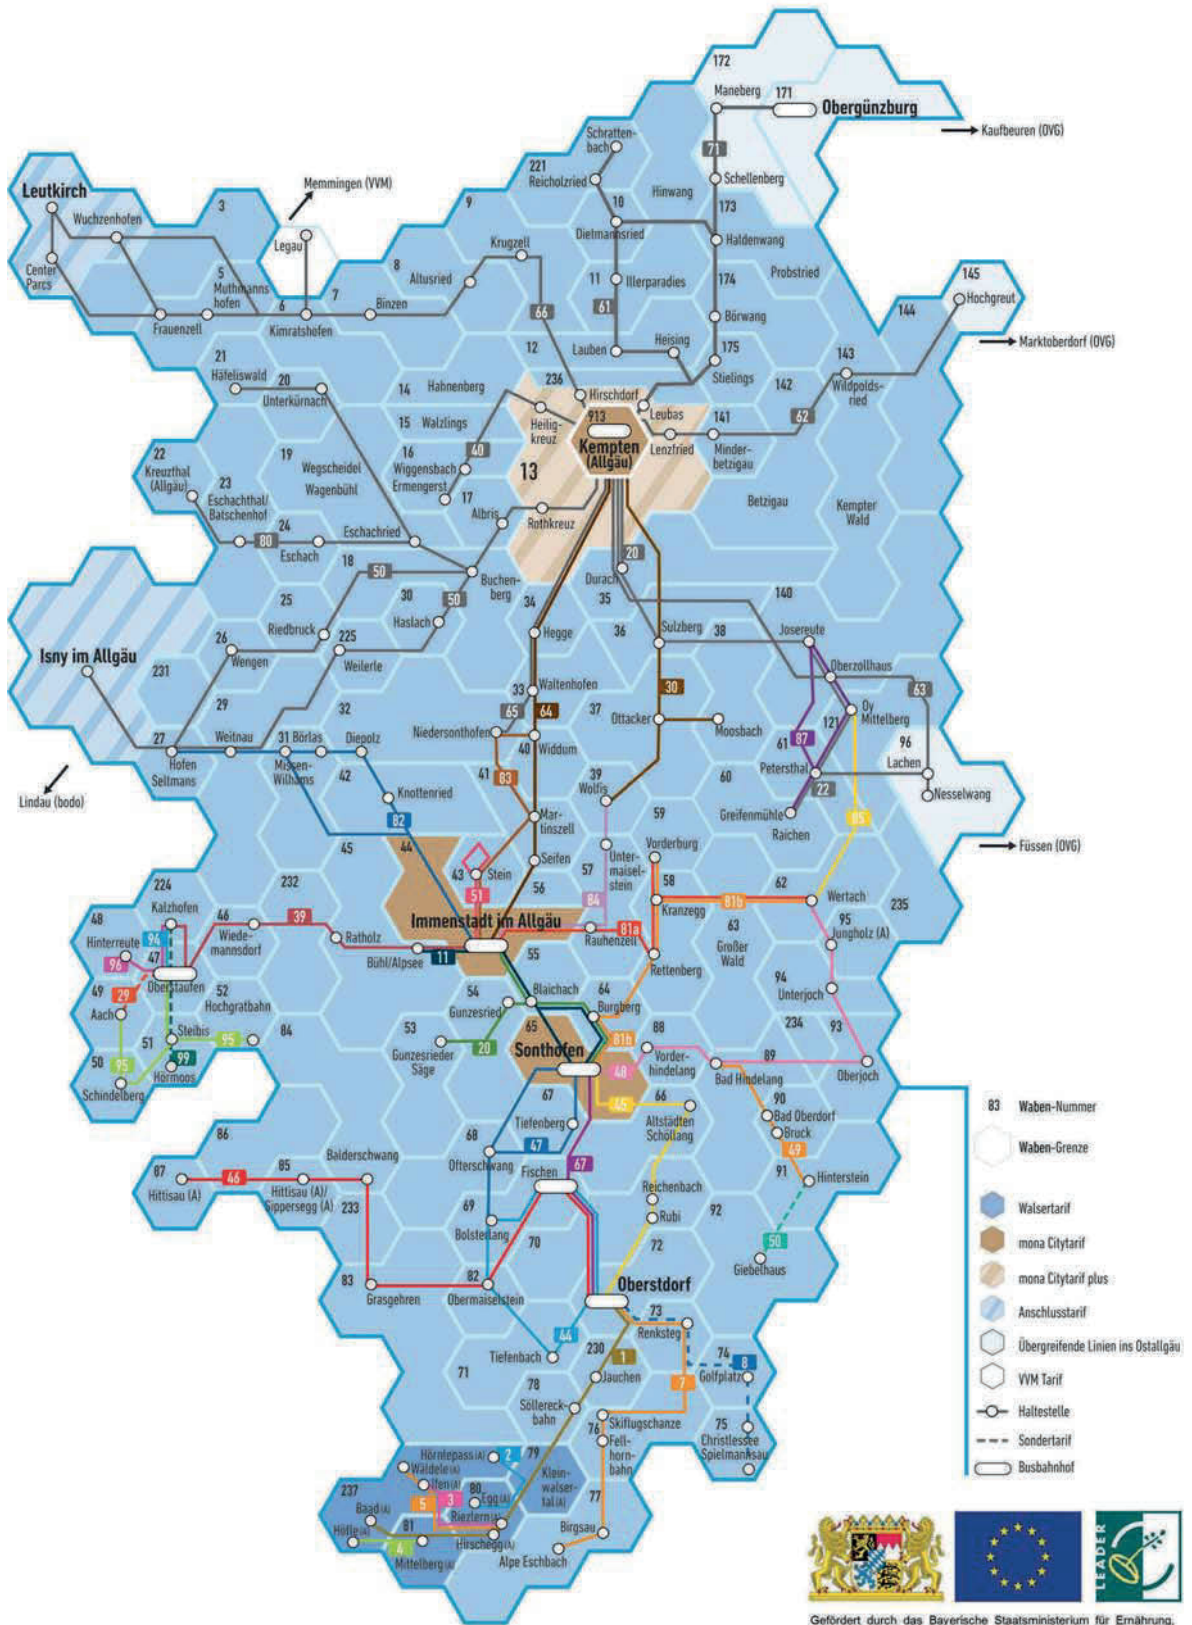 172
Maneberg
171
Obergünzburg
Kaufbeuren (OVG)
Schratten-
bach
71
221
Reicholzried
Schellenberg
Hinwang
Leutkirch
Memmingen (VVM)
3
9
10
173
Wuchzenhofen
Dietmannsried
Haldenwang
Legau
Krugzell
8
Altusried
11
Illerparadies
174
Probstried
145
Hochgreut
Center
Parcs
5
Muthmanns
hofen
7
Binzen
6
Frauenzell
Kimratshofen
66
61
Börwang
144
Marktoberdorf (OVG)
12
Lauben
Heising
175
Stielings
143
Wildpolds-
ried
21
Häfeliswald
20
Unterkürnach
14
Hahnenberg
236
Hirschdorf
142
15
Walzlings
Heilig-
kreuz
913
Kempten
(Allgäu)
Leubas
141
62
Lenzfried
Minder-
betzigau
22
Kreuzthal
(Allgäu)
19
Wegscheidel
Wagenbühl
16
Wiggensbach
Ermengerst
40
13
23
Eschachthal/
Batschenhof
17
Albris
Rothkreuz
Betzigau
Kempter
Wald
24
80
Eschach
Eschachried
18
50
Buchen-
berg
20
Durach
25
30
50
34
35
140
Riedbruck
Haslach
26
225
Hegge
36
Sulzberg
38
Josereute
Isny im Allgäu
Wengen
Weilerle
231
Oberzollhaus
63
33
Waltenhofen
30
29
32
65
64
37
Ottacker
Moosbach
121
Oy
Mittelberg
Niedersonthofen
61
87
27
Hofen
Seltmans
Weitnau
31 Börlas
Diepolz
40
Widdum
96
Lachen
Missen-
Wilhams
42
41
83
39
Wolfis
60
Petersthal
22
Nesselwang
Lindau (bodo)
Knottenried
82
59
Greifenmühle
Raichen
85
Mar-
tinszell
45
44
Unter-
maisel-
stein
Vorderburg
Füssen (OVG)
43
Stein
Seifen
57
58
62
224
Kalzhofen
232
51
56
84
Kranzegg
81b
Wertach
235
48
46
39
Immenstadt im Allgäu
63
95
Jungholz (A)
Hinterreute
94
Wiede-
mannsdorf
Ratholz
81a
Rauhenzell
Großer
Wald
47
96
Bühl/Alpsee
11
55
Rettenberg
Oberstaufen
49
29
52
Hochgratbahn
54
Blaichach
64
94
Unterjoch
Aach
Gunzesried
Burgberg
93
51
Steibis
95
84
53
65
81b
88
234
50
95
99
20
Sonthofen
89
Schindelberg
Hörmoos
Gunzesrieder
Säge
48
Vorder-
hindelang
Bad Hindelang
Oberjoch
67
45
66
90
Bad Oberdorf
86
Tiefenberg
Altstädten
Schöllang
Bruck
68
47
49
87
46
85
Balderschwang
Ofterschwang
Fischen
67
91
Hinterstein
Hittisau (A)
Hittisau (A)/
Sippersegg (A)
233
69
Reichenbach
92
Bolsterlang
Rubi
50
70
72
83
82
Giebelhaus
Grasgehren
Obermaiselstein
Oberstdorf
44
73
Renksteg
Tiefenbach
230
1
74
8
71
78
Jauchen
7
Golfplatz
Söllereck-
bahn
76
Skiflugschanze
75
Hörnlepass (A)
2
79
Fell-
horn-
bahn
Christlessee
Spielmannsau
Wäldele (A)
Ifen (A)
Klein-
walser-
tal (A)
237
5
3
80
Egg (A)
77
Baad (A)
Riezlern (A)
81
Birgsau
Höfle (A)
4
Mittelberg (A)
Hirschegg (A)
Alpe Eschbach
83 Waben-Nummer
Waben-Grenze
Walsertarif
mona Citytarif
mona Citytarif plus
Anschlusstarif
Übergreifende Linien ins Ostallgäu
VVM Tarif
Haltestelle
Sondertarif
Busbahnhof
LEADER
Gefördert durch das Bayerische Staatsministerium für Ernährung,